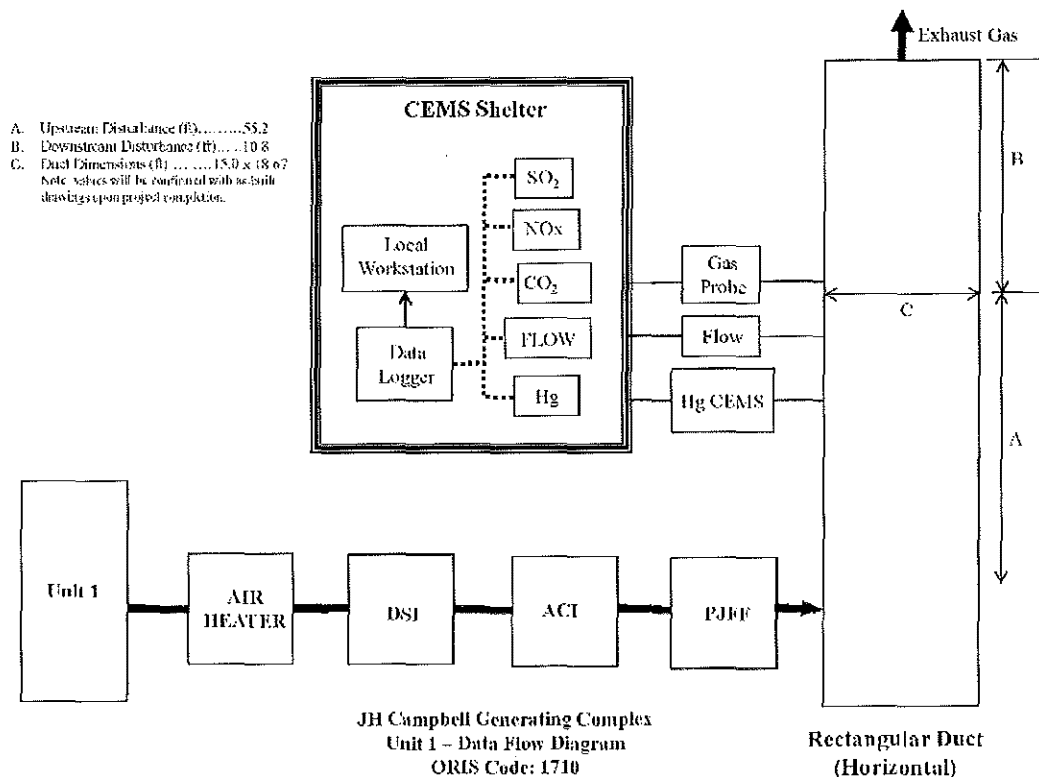 Exhaust Gas
CEMS Shelter
A. Upstream Disturbance (ft).........55.2
B. Downstream Disturbance (ft).....10.8
C. Duct Dimensions (ft) ........15.0 x 18.67
Note: values will be confirmed with as-built
drawings upon project completion.
SO₂
NOx
CO₂
FLOW
Hg
Local
Workstation
Data
Logger
Gas
Probe
Flow
Hg CEMS
B
C
A
Unit 1
AIR
HEATER
DSI
ACI
PJFF
JH Campbell Generating Complex
Unit 1 – Data Flow Diagram
ORIS Code: 1710
Rectangular Duct
(Horizontal)